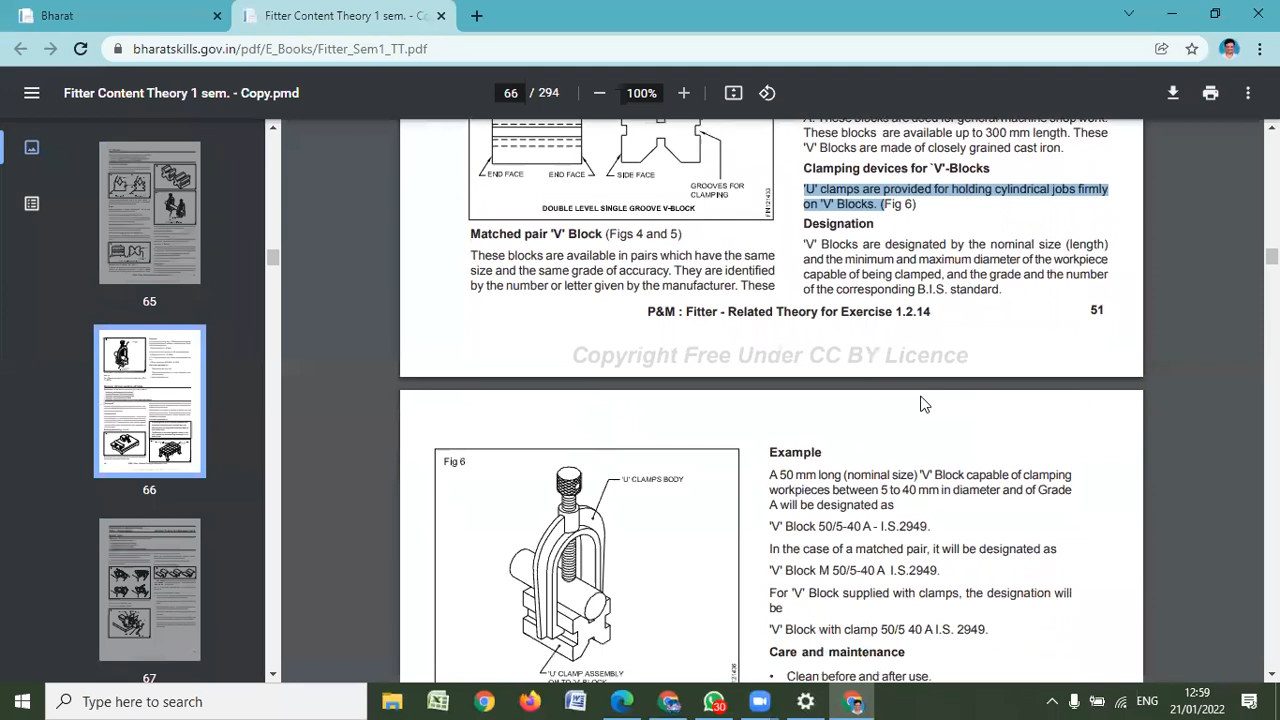 Bharat
Fitter Content Theory 1 sem. - Co
bharatskills.gov.in/pdf/E_Books/Fitter_Sem1_TT.pdf
Fitter Content Theory 1 sem. - Copy.pmd
66 / 294
100%
65
66
67
END FACE
END FACE
SIDE FACE
GROOVES FOR
CLAMPING
DOUBLE LEVEL SINGLE GROOVE V-BLOCK
Matched pair 'V' Block (Figs 4 and 5)
These blocks are available in pairs which have the same
size and the same grade of accuracy. They are identified
by the number or letter given by the manufacturer. These
A. These blocks are used for general machine shop work.
These blocks are available up to 300 mm length. These
'V' Blocks are made of closely grained cast iron.
Clamping devices for `V'-Blocks
'U' clamps are provided for holding cylindrical jobs firmly
on 'V' Blocks. (Fig 6)
Designation
'V' Blocks are designated by the nominal size (length)
and the minimum and maximum diameter of the workpiece
capable of being clamped, and the grade and the number
of the corresponding B.I.S. standard.
P&M : Fitter - Related Theory for Exercise 1.2.14
51
Copyright Free Under CC BY Licence
Fig 6
'U' CLAMPS BODY
'U' CLAMP ASSEMBLY
Example
A 50 mm long (nominal size) 'V' Block capable of clamping
workpieces between 5 to 40 mm in diameter and of Grade
A will be designated as
'V' Block 50/5-40 A - I.S.2949.
In the case of a matched pair, it will be designated as
'V' Block M 50/5-40 A I.S.2949.
For 'V' Block supplied with clamps, the designation will
be
'V' Block with clamp 50/5 40 A I.S. 2949.
Care and maintenance
• Clean before and after use.
Type here to search
30
ENG
12:59
21/01/2022